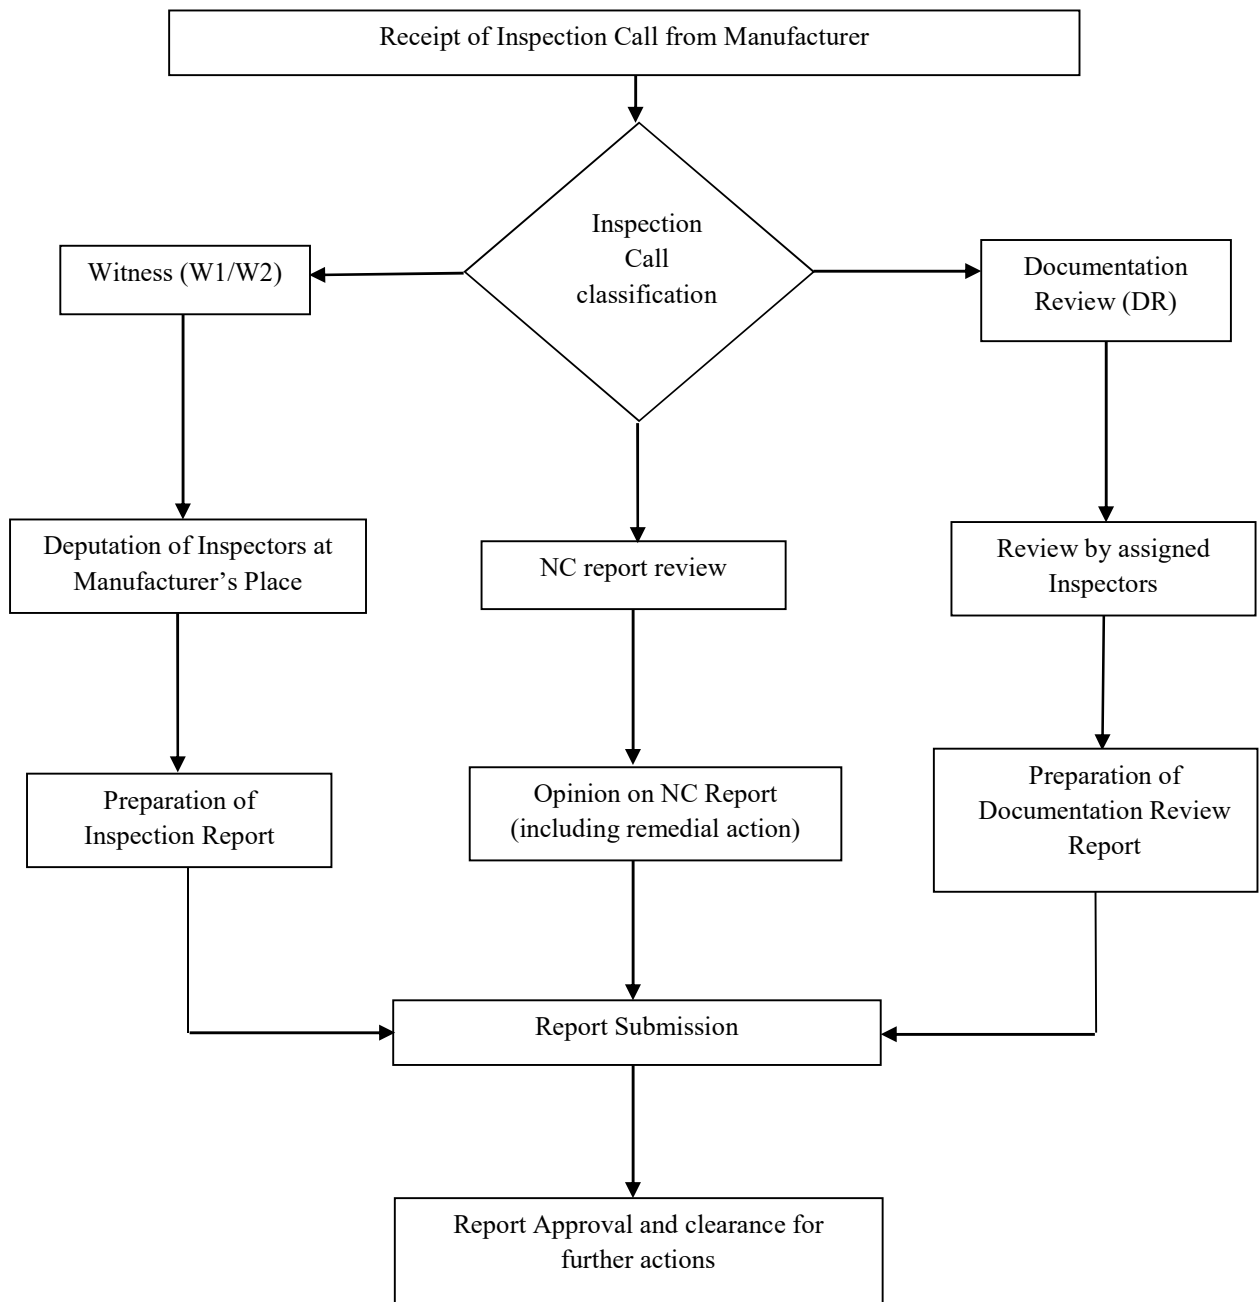 Receipt of Inspection Call from Manufacturer
Inspection
Call
classification
Witness (W1/W2)
Documentation
Review (DR)
Deputation of Inspectors at
Manufacturer’s Place
NC report review
Review by assigned
Inspectors
Preparation of
Inspection Report
Opinion on NC Report
(including remedial action)
Preparation of
Documentation Review
Report
Report Submission
Report Approval and clearance for
further actions